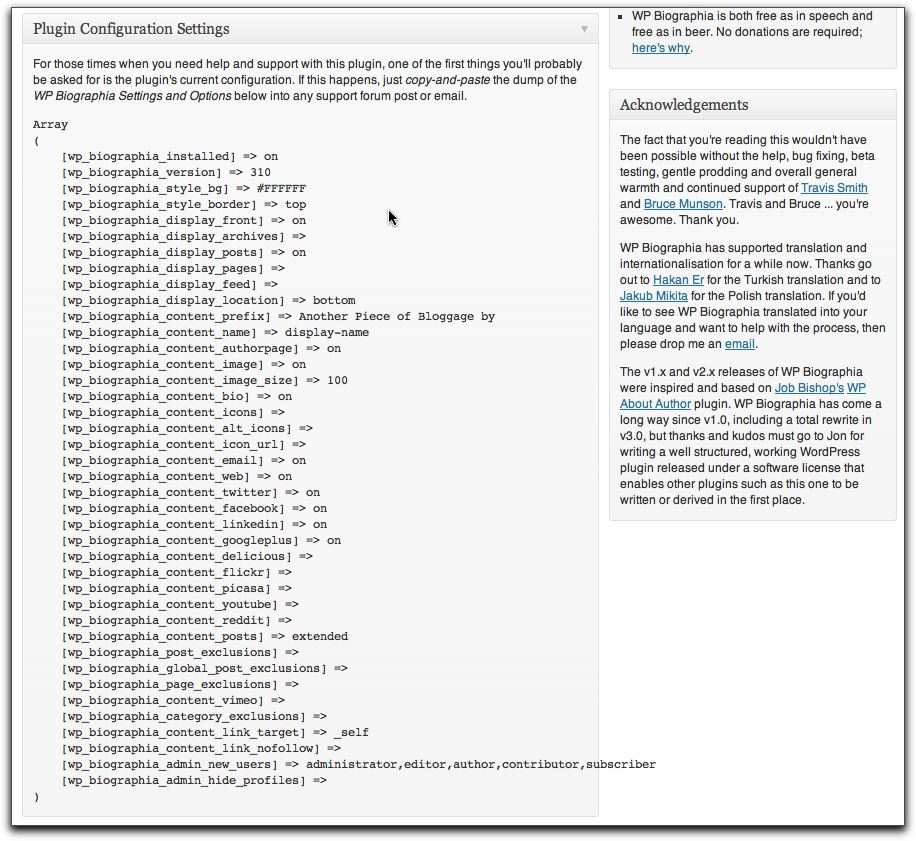 Plugin Configuration Settings
For those times when you need help and support with this plugin, one of the first things you'll probably
be asked for is the plugin's current configuration. If this happens, just copy-and-paste the dump of the
WP Biographia Settings and Options below into any support forum post or email.
Array
(
[wp_biographia_installed] => on
[wp_biographia_version] => 310
[wp_biographia_style_bg] => #FFFFFF
[wp_biographia_style_border] => top
[wp_biographia_display_front] => on
[wp_biographia_display_archives] =>
[wp_biographia_display_posts] => on
[wp_biographia_display_pages] =>
[wp_biographia_display_feed] =>
[wp_biographia_display_location] => bottom
[wp_biographia_content_prefix] => Another Piece of Bloggage by
[wp_biographia_content_name] => display-name
[wp_biographia_content_authorpage] => on
[wp_biographia_content_image] => on
[wp_biographia_content_image_size] => 100
[wp_biographia_content_bio] => on
[wp_biographia_content_icons] =>
[wp_biographia_content_alt_icons] =>
[wp_biographia_content_icon_url] =>
[wp_biographia_content_email] => on
[wp_biographia_content_web] => on
[wp_biographia_content_twitter] => on
[wp_biographia_content_facebook] => on
[wp_biographia_content_linkedin] => on
[wp_biographia_content_googleplus] => on
[wp_biographia_content_delicious] =>
[wp_biographia_content_flickr] =>
[wp_biographia_content_picasa] =>
[wp_biographia_content_youtube] =>
[wp_biographia_content_reddit] =>
[wp_biographia_content_posts] => extended
[wp_biographia_post_exclusions] =>
[wp_biographia_global_post_exclusions] =>
[wp_biographia_page_exclusions] =>
[wp_biographia_content_vimeo] =>
[wp_biographia_category_exclusions] =>
[wp_biographia_content_link_target] => _self
[wp_biographia_content_link_nofollow] =>
[wp_biographia_admin_new_users] => administrator,editor,author,contributor,subscriber
[wp_biographia_admin_hide_profiles] =>
)
WP Biographia is both free as in speech and
free as in beer. No donations are required;
here's why.
Acknowledgements
The fact that you're reading this wouldn't have
been possible without the help, bug fixing, beta
testing, gentle prodding and overall general
warmth and continued support of Travis Smith
and Bruce Munson. Travis and Bruce ... you're
awesome. Thank you.
WP Biographia has supported translation and
internationalisation for a while now. Thanks go
out to Hakan Er for the Turkish translation and to
Jakub Mikita for the Polish translation. If you'd
like to see WP Biographia translated into your
language and want to help with the process, then
please drop me an email.
The v1.x and v2.x releases of WP Biographia
were inspired and based on Job Bishop's WP
About Author plugin. WP Biographia has come a
long way since v1.0, including a total rewrite in
v3.0, but thanks and kudos must go to Jon for
writing a well structured, working WordPress
plugin released under a software license that
enables other plugins such as this one to be
written or derived in the first place.